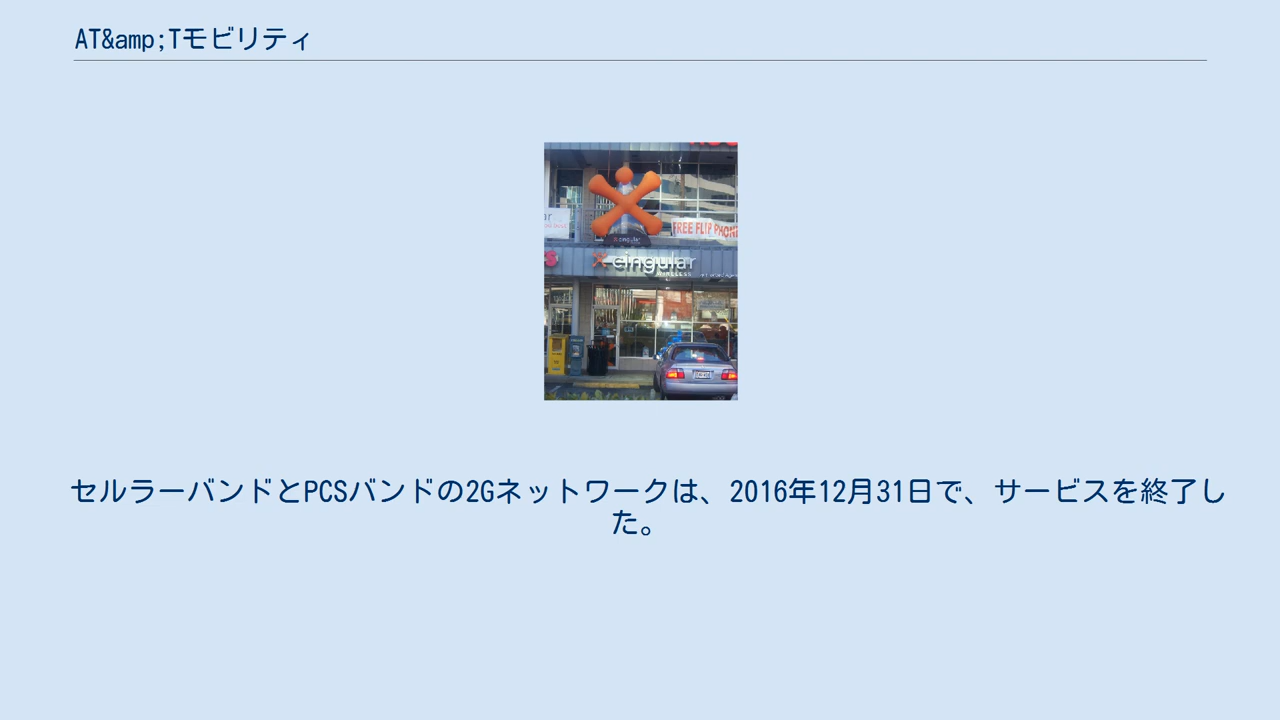 AT&amp;Tモビリティ
FREE FLIP PHONE
cingular
WIRELESS
セルラーバンドとPCSバンドの2Gネットワークは、2016年12月31日で、サービスを終了し
た。